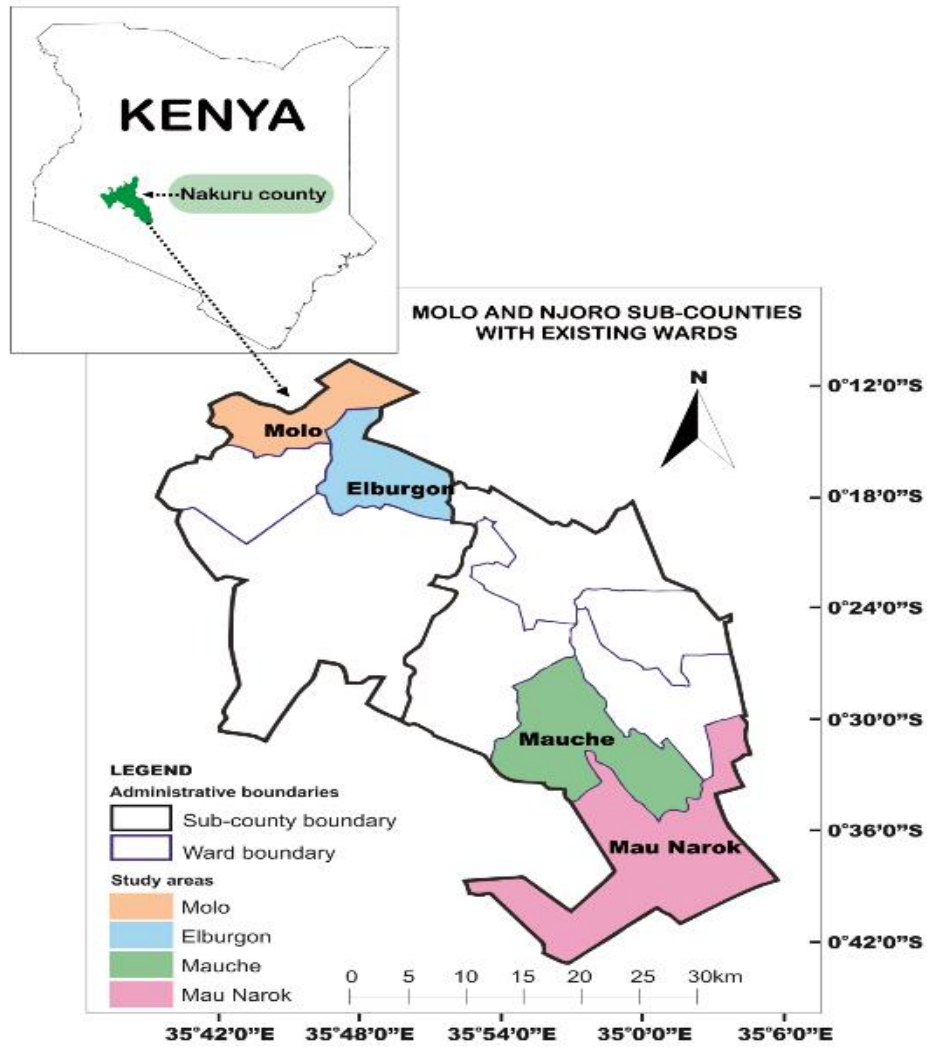 KENYA
Nakuru county
MOLO AND NJORO SUB-COUNTIES
WITH EXISTING WARDS
N
Molo
Elburgon
Mauche
Mau Narok
0°12'0"S
0°18'0"S
0°24'0"S
0°30'0"S
0°36'0"S
0°42'0"S
LEGEND
Administrative boundaries
Sub-county boundary
Ward boundary
Study areas
Molo
Elburgon
Mauche
Mau Narok
0 5 10 15 20 25 30km
35°42'0"E 35°48'0"E 35°54'0"E 35°0'0"E 35°6'0"E